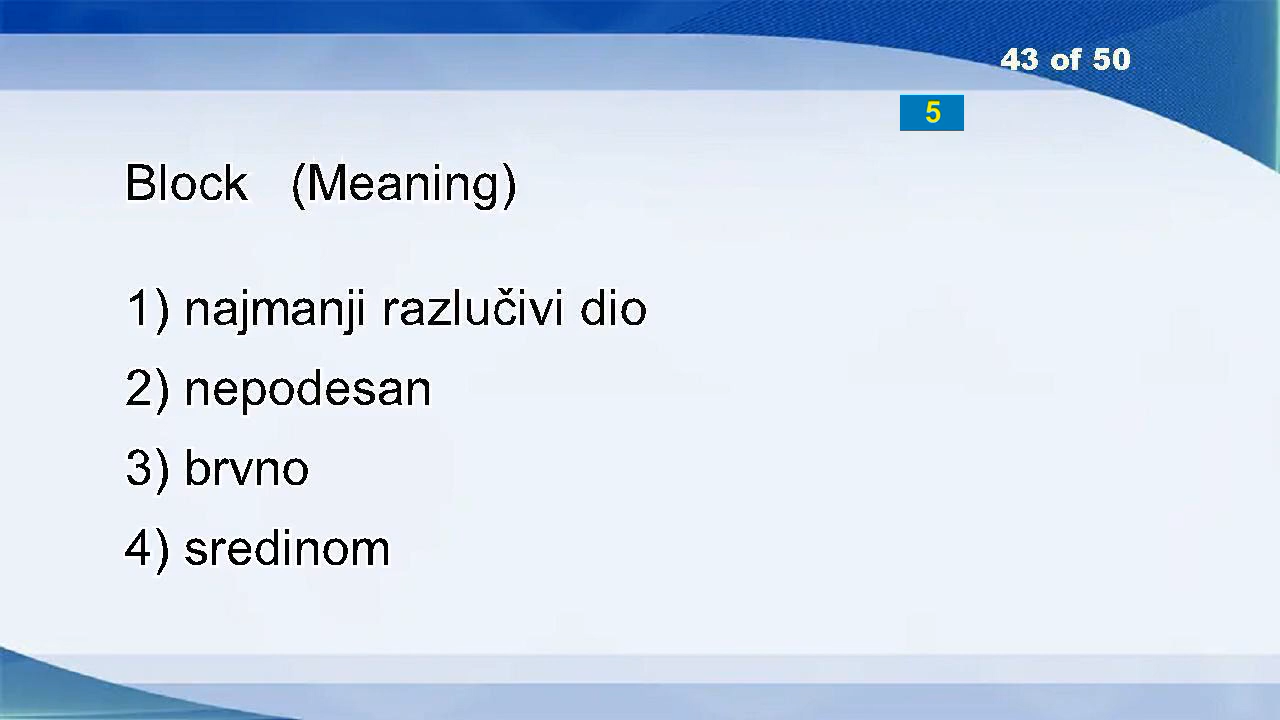 43 of 50
5
Block (Meaning)
1) najmanji razlučivi dio
2) nepodesan
3) brvno
4) sredinom